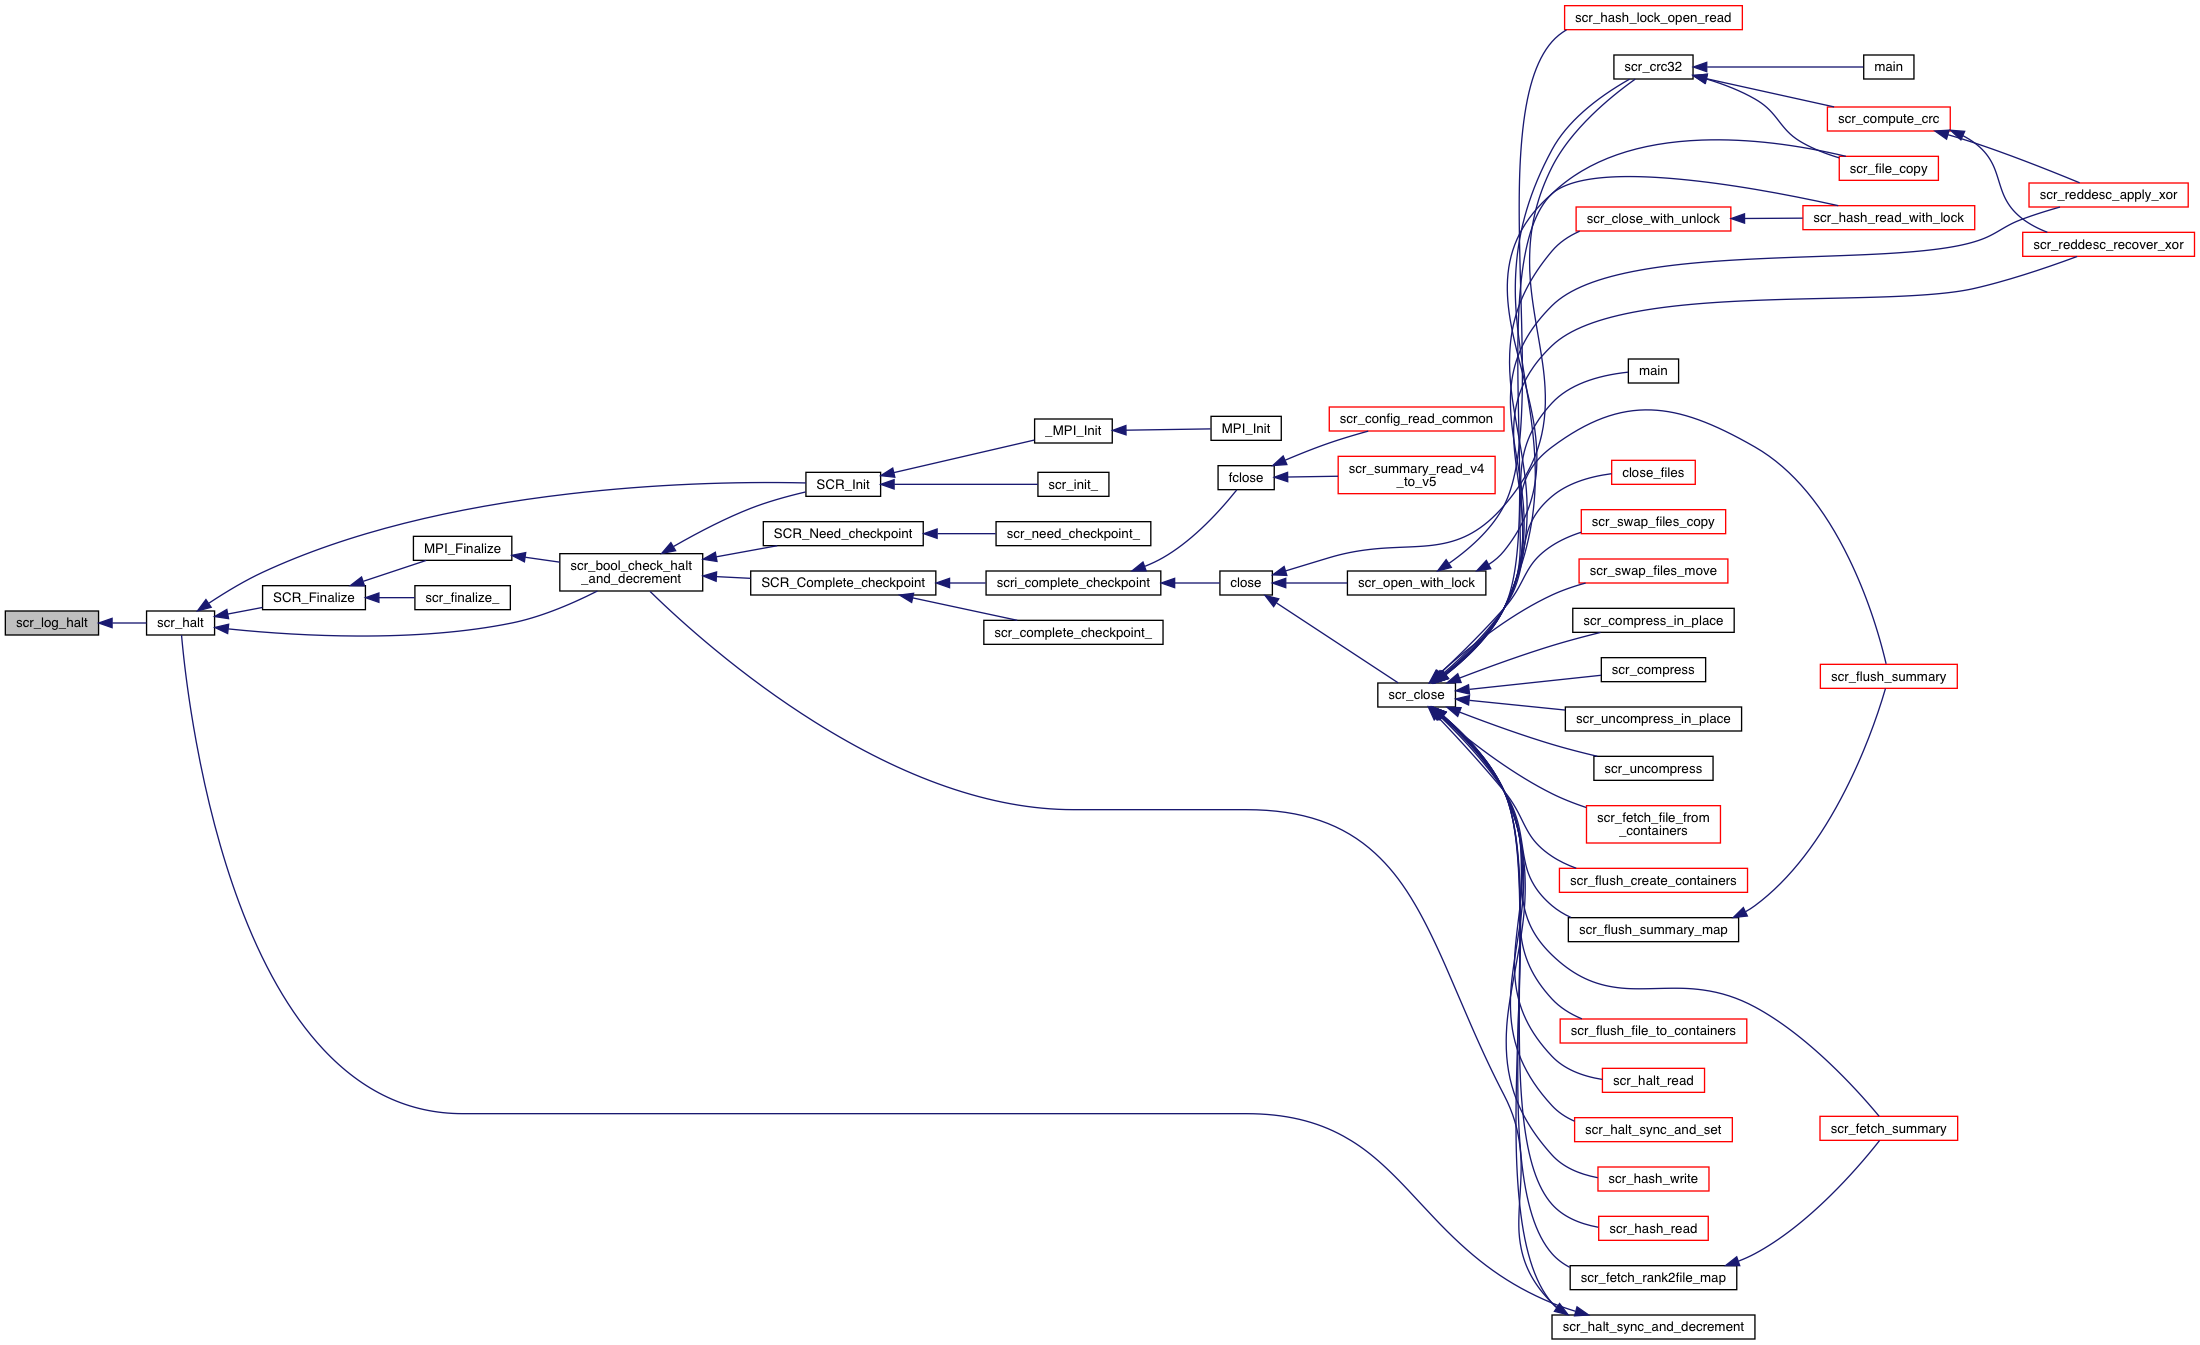 scr_hash_lock_open_read
scr_crc32
main
scr_compute_crc
scr_file_copy
scr_reddesc_apply_xor
scr_close_with_unlock
scr_hash_read_with_lock
scr_reddesc_recover_xor
main
scr_config_read_common
_MPI_Init
MPI_Init
scr_summary_read_v4
_to_v5
close_files
fclose
SCR_Init
scr_init_
scr_swap_files_copy
SCR_Need_checkpoint
scr_need_checkpoint_
MPI_Finalize
scr_bool_check_halt
_and_decrement
scr_swap_files_move
SCR_Complete_checkpoint
scri_complete_checkpoint
close
scr_open_with_lock
SCR_Finalize
scr_finalize_
scr_log_halt
scr_halt
scr_complete_checkpoint_
scr_compress_in_place
scr_compress
scr_flush_summary
scr_close
scr_uncompress_in_place
scr_uncompress
scr_fetch_file_from
_containers
scr_flush_create_containers
scr_flush_summary_map
scr_flush_file_to_containers
scr_halt_read
scr_halt_sync_and_set
scr_fetch_summary
scr_hash_write
scr_hash_read
scr_fetch_rank2file_map
scr_halt_sync_and_decrement